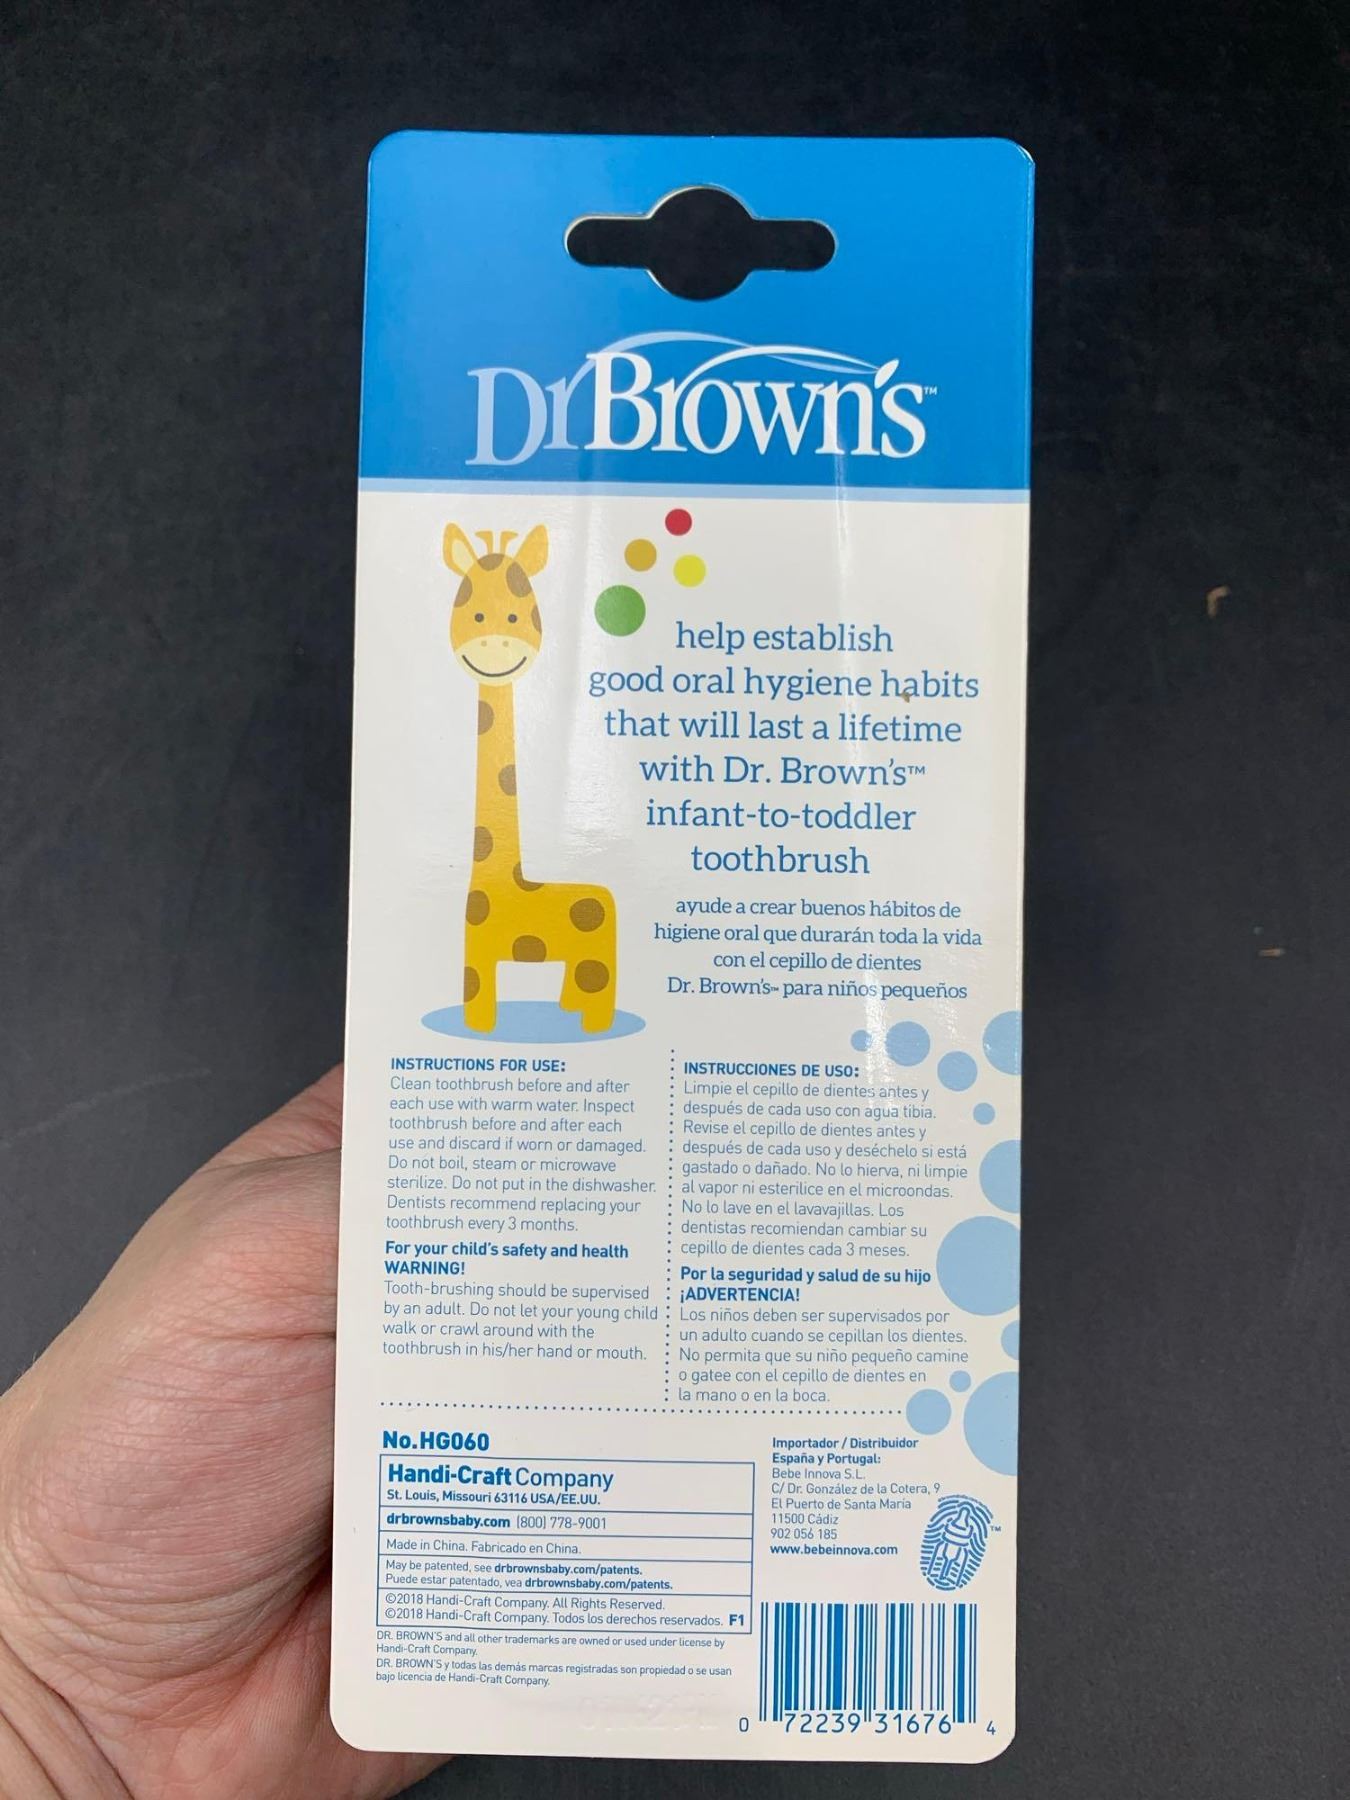 DrBrown's™
help establish
good oral hygiene habits
that will last a lifetime
with Dr. Brown's™
infant-to-toddler
toothbrush
ayude a crear buenos hábitos de
higiene oral que durarán toda la vida
con el cepillo de dientes
Dr. Brown's™ para niños pequeños
INSTRUCTIONS FOR USE:
Clean toothbrush before and after
each use with warm water. Inspect
toothbrush before and after each
use and discard if worn or damaged.
Do not boil, steam or microwave
sterilize. Do not put in the dishwasher.
Dentists recommend replacing your
toothbrush every 3 months.
For your child's safety and health
WARNING!
Tooth-brushing should be supervised
by an adult. Do not let your young child
walk or crawl around with the
toothbrush in his/her hand or mouth.
INSTRUCCIONES DE USO:
Limpie el cepillo de dientes antes y
después de cada uso con agua tibia.
Revise el cepillo de dientes antes y
después de cada uso y deséchelo si está
gastado o dañado. No lo hierva, ni limpie
al vapor ni esterilice en el microondas.
No lo lave en el lavavajillas. Los
dentistas recomiendan cambiar su
cepillo de dientes cada 3 meses.
Por la seguridad y salud de su hijo
¡ADVERTENCIA!
Los niños deben ser supervisados por
un adulto cuando se cepillan los dientes.
No permita que su niño pequeño camine
o gatee con el cepillo de dientes en
la mano o en la boca.
No.HG060
Handi-Craft Company
St. Louis, Missouri 63116 USA/EE.UU.
drbrownsbaby.com (800) 778-9001
Made in China. Fabricado en China.
May be patented, see drbrownsbaby.com/patents.
Puede estar patentado, vea drbrownsbaby.com/patents.
©2018 Handi-Craft Company. All Rights Reserved.
©2018 Handi-Craft Company. Todos los derechos reservados. F1
DR. BROWN'S and all other trademarks are owned or used under license by
Handi-Craft Company.
DR. BROWN'S y todas las demás marcas registradas son propiedad o se usan
bajo licencia de Handi-Craft Company.
Importador / Distribuidor
España y Portugal:
Bebe Innova S.L.
C/ Dr. González de la Cotera, 9
El Puerto de Santa María
11500 Cádiz
902 056 185
www.bebeinnova.com
TM
0 72239 31676 4